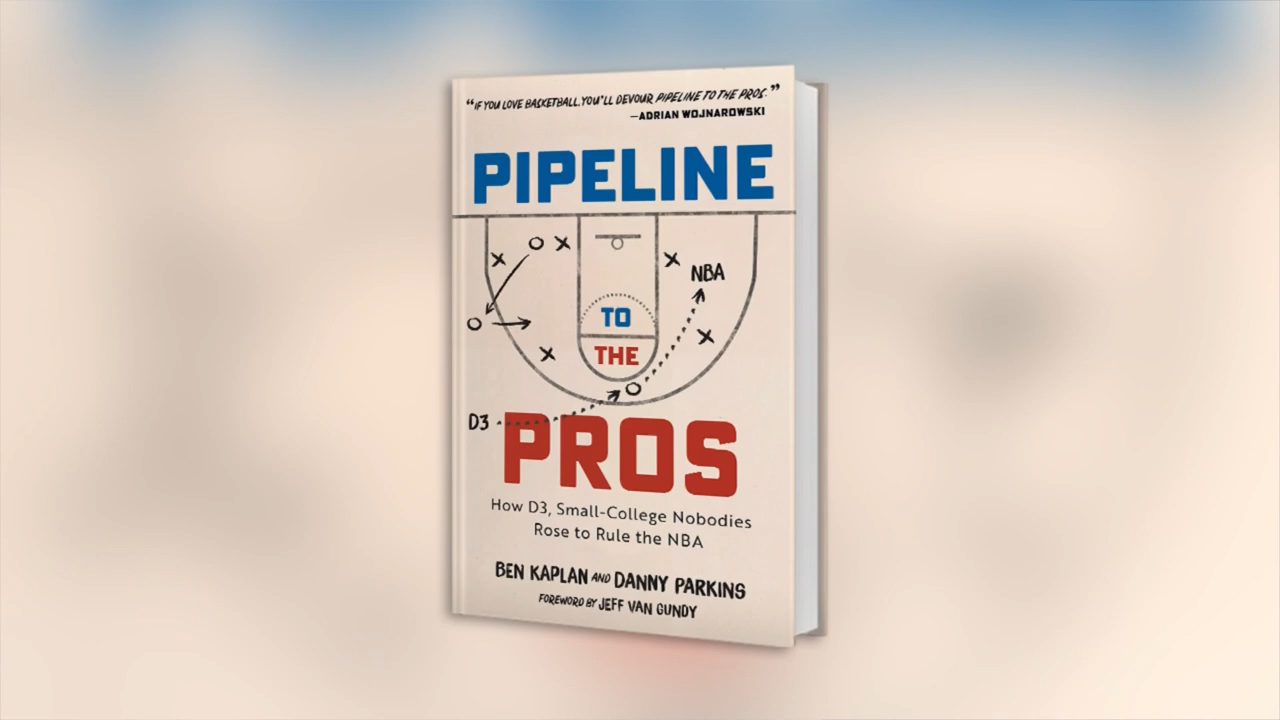 “IF YOU LOVE BASKETBALL, YOU'LL DEVOUR PIPELINE TO THE PROS.”
—ADRIAN WOJNAROWSKI
PIPELINE
NBA
TO
THE
D3
PROS
How D3, Small-College Nobodies
Rose to Rule the NBA
BEN KAPLAN AND DANNY PARKINS
FOREWORD BY JEFF VAN GUNDY